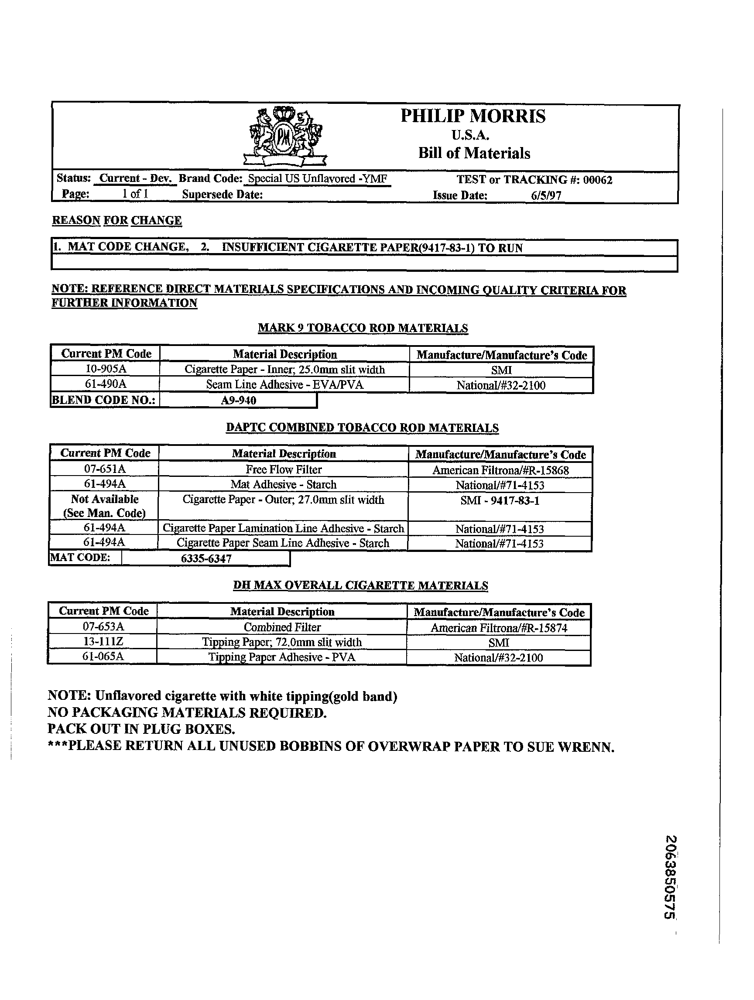 PM
PHILIP MORRIS
U.S.A.
Bill of Materials
Status: Current - Dev. Brand Code: Special US Unflavored -YMF TEST or TRACKING #: 00062
Page: 1 of 1 Supersede Date: Issue Date: 6/5/97
REASON FOR CHANGE
1. MAT CODE CHANGE, 2. INSUFFICIENT CIGARETTE PAPER(9417-83-1) TO RUN
NOTE: REFERENCE DIRECT MATERIALS SPECIFICATIONS AND INCOMING QUALITY CRITERIA FOR
FURTHER INFORMATION
MARK 9 TOBACCO ROD MATERIALS
Current PM Code Material Description Manufacture/Manufacture's Code
10-905A Cigarette Paper - Inner; 25.0mm slit width SMI
61-490A Seam Line Adhesive - EVA/PVA National/#32-2100
BLEND CODE NO.: A9-940
DAPTC COMBINED TOBACCO ROD MATERIALS
Current PM Code Material Description Manufacture/Manufacture's Code
07-651A Free Flow Filter American Filtrona/#R-15868
61-494A Mat Adhesive - Starch National/#71-4153
Not Available Cigarette Paper - Outer; 27.0mm slit width SMI - 9417-83-1
(See Man. Code)
61-494A Cigarette Paper Lamination Line Adhesive - Starch National/#71-4153
61-494A Cigarette Paper Seam Line Adhesive - Starch National/#71-4153
MAT CODE: 6335-6347
DH MAX OVERALL CIGARETTE MATERIALS
Current PM Code Material Description Manufacture/Manufacture's Code
07-653A Combined Filter American Filtrona/#R-15874
13-111Z Tipping Paper; 72.0mm slit width SMI
61-065A Tipping Paper Adhesive - PVA National/#32-2100
NOTE: Unflavored cigarette with white tipping(gold band)
NO PACKAGING MATERIALS REQUIRED.
PACK OUT IN PLUG BOXES.
***PLEASE RETURN ALL UNUSED BOBBINS OF OVERWRAP PAPER TO SUE WRENN.
2063850575